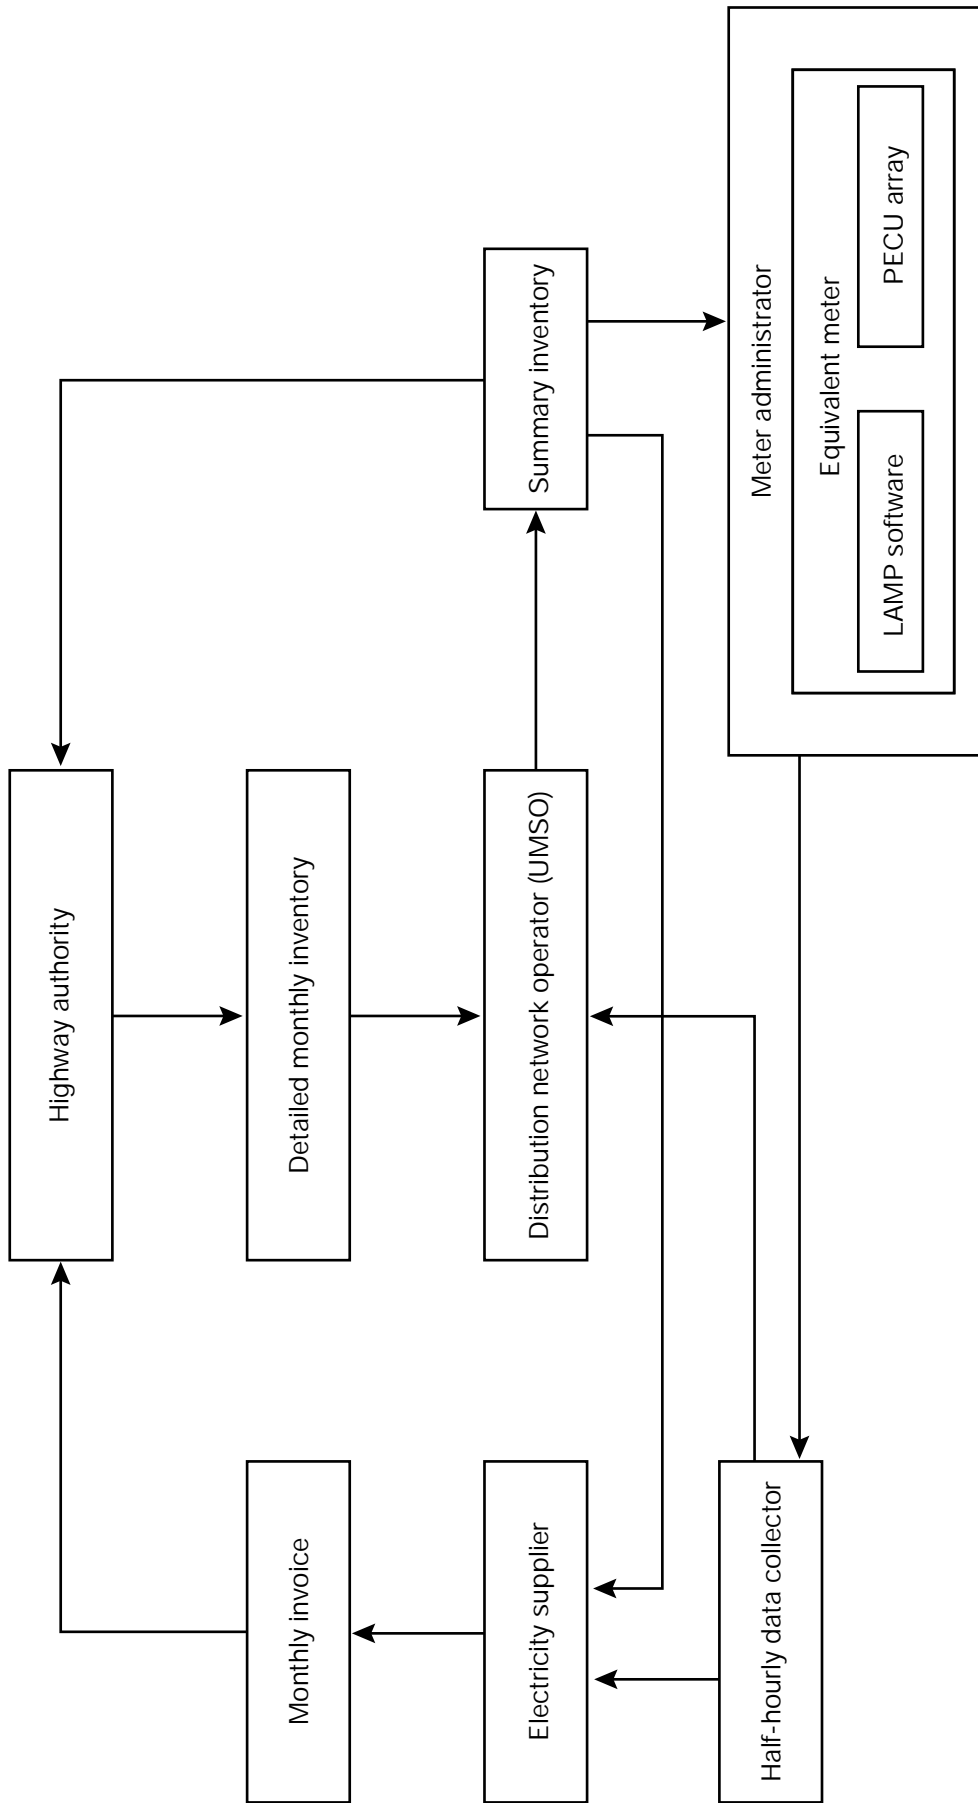 Highway authority
Monthly invoice
Detailed monthly inventory
Electricity supplier
Distribution network operator (UMSO)
Summary inventory
Half-hourly data collector
Meter administrator
Equivalent meter
LAMP software
PECU array